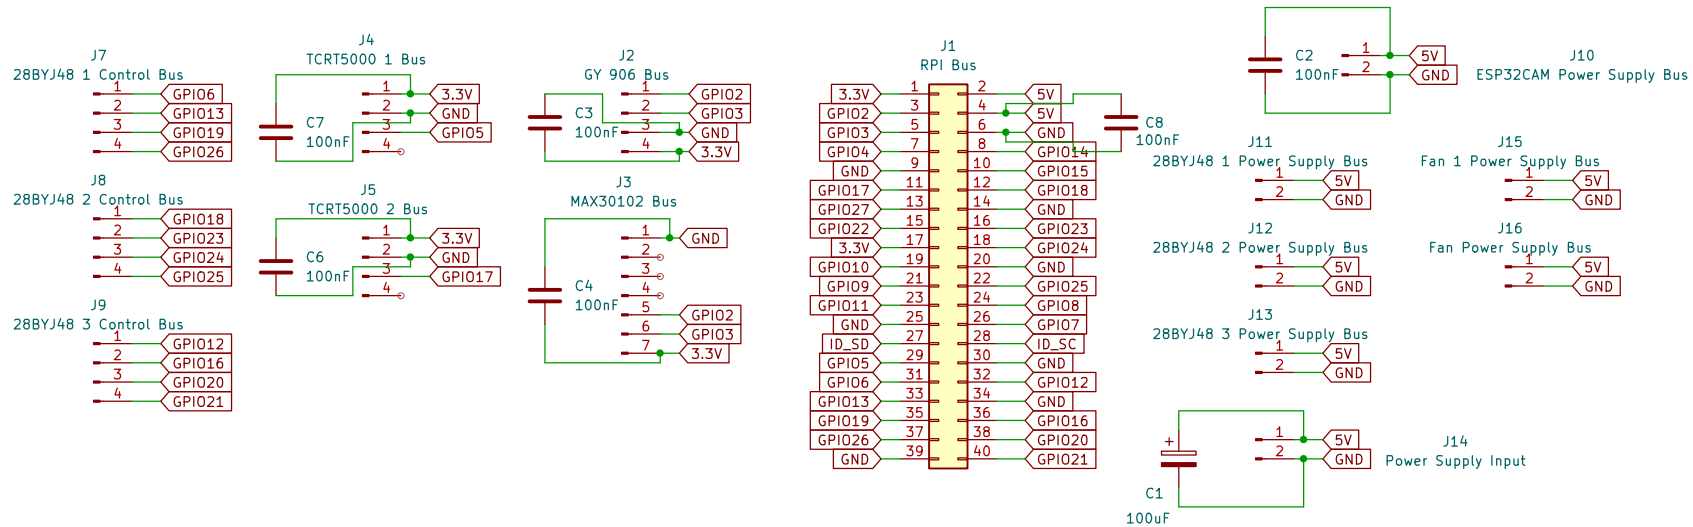 J7
28BYJ48 1 Control Bus
1 GPIO6
2 GPIO13
3 GPIO19
4 GPIO26
J8
28BYJ48 2 Control Bus
1 GPIO18
2 GPIO23
3 GPIO24
4 GPIO25
J9
28BYJ48 3 Control Bus
1 GPIO12
2 GPIO16
3 GPIO20
4 GPIO21
J4
TCRT5000 1 Bus
1 3.3V
2 GND
3 GPIO5
4
C7
100nF
J5
TCRT5000 2 Bus
1 3.3V
2 GND
3 GPIO17
4
C6
100nF
J2
GY 906 Bus
1 GPIO2
2 GPIO3
3 GND
4 3.3V
C3
100nF
J3
MAX30102 Bus
1 GND
2
3
4
5 GPIO2
6 GPIO3
7 3.3V
C4
100nF
J1
RPI Bus
3.3V 1 2 5V
GPIO2 3 4 5V
GPIO3 5 6 GND
GPIO4 7 8 GPIO14
GND 9 10 GPIO15
GPIO17 11 12 GPIO18
GPIO27 13 14 GND
GPIO22 15 16 GPIO23
3.3V 17 18 GPIO24
GPIO10 19 20 GND
GPIO9 21 22 GPIO25
GPIO11 23 24 GPIO8
GND 25 26 GPIO7
ID_SD 27 28 ID_SC
GPIO5 29 30 GND
GPIO6 31 32 GPIO12
GPIO13 33 34 GND
GPIO19 35 36 GPIO16
GPIO26 37 38 GPIO20
GND 39 40 GPIO21
C8
100nF
C2
100nF
1 5V
2 GND
J10
ESP32CAM Power Supply Bus
J11
28BYJ48 1 Power Supply Bus
1 5V
2 GND
J12
28BYJ48 2 Power Supply Bus
1 5V
2 GND
J13
28BYJ48 3 Power Supply Bus
1 5V
2 GND
J15
Fan 1 Power Supply Bus
1 5V
2 GND
J16
Fan Power Supply Bus
1 5V
2 GND
+
C1
100uF
1 5V
2 GND
J14
Power Supply Input